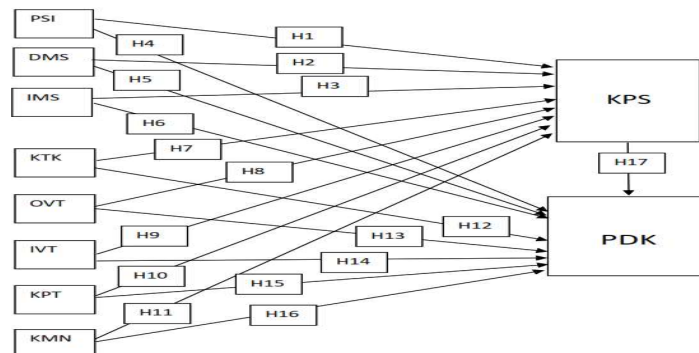 PSI
H1
H4
DMS
H2
H5
H3
IMS
KPS
H6
H7
KTK
H17
H8
OVT
H12
H9
H13
PDK
IVT
H14
H10
KPT
H15
H11
H16
KMN